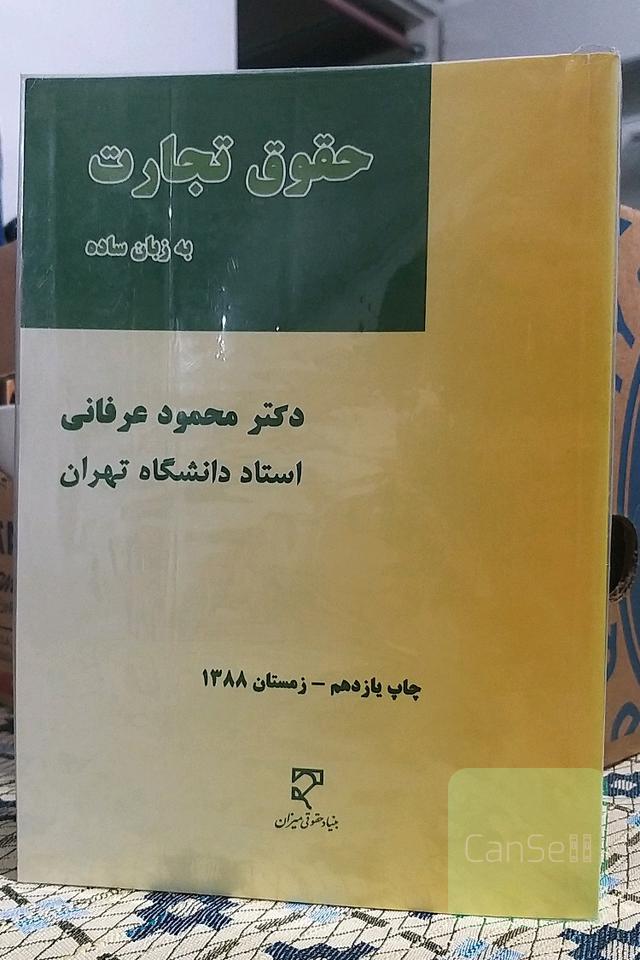 حقوق تجارت
به زبان ساده
دکتر محمود عرفانی
استاد دانشگاه تهران
چاپ یازدهم – زمستان ۱۳۸۸
بنیاد حقوقی میزان
CanSell